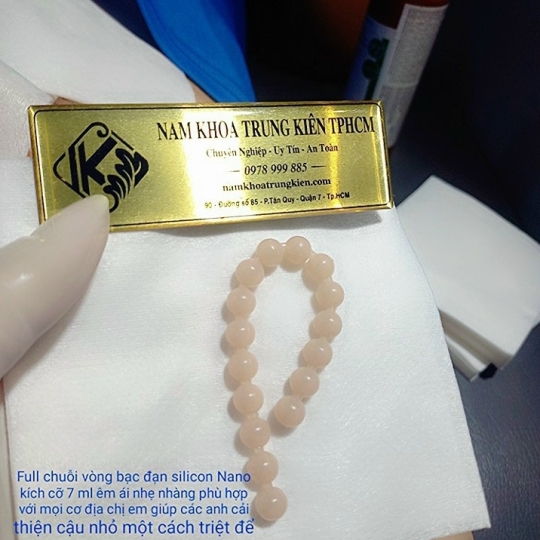 NAM KHOA TRUNG KIÊN TPHCM
Chuyên Nghiệp - Uy Tín - An Toàn
0978 999 885
namkhoatrungkien.com
90 - Đường số 85 - P.Tân Quy - Quận 7 - Tp.HCM
Full chuỗi vòng bạc đạn silicon Nano
kích cỡ 7 ml êm ái nhẹ nhàng phù hợp
với mọi cơ địa chị em giúp các anh cải
thiện cậu nhỏ một cách triệt để